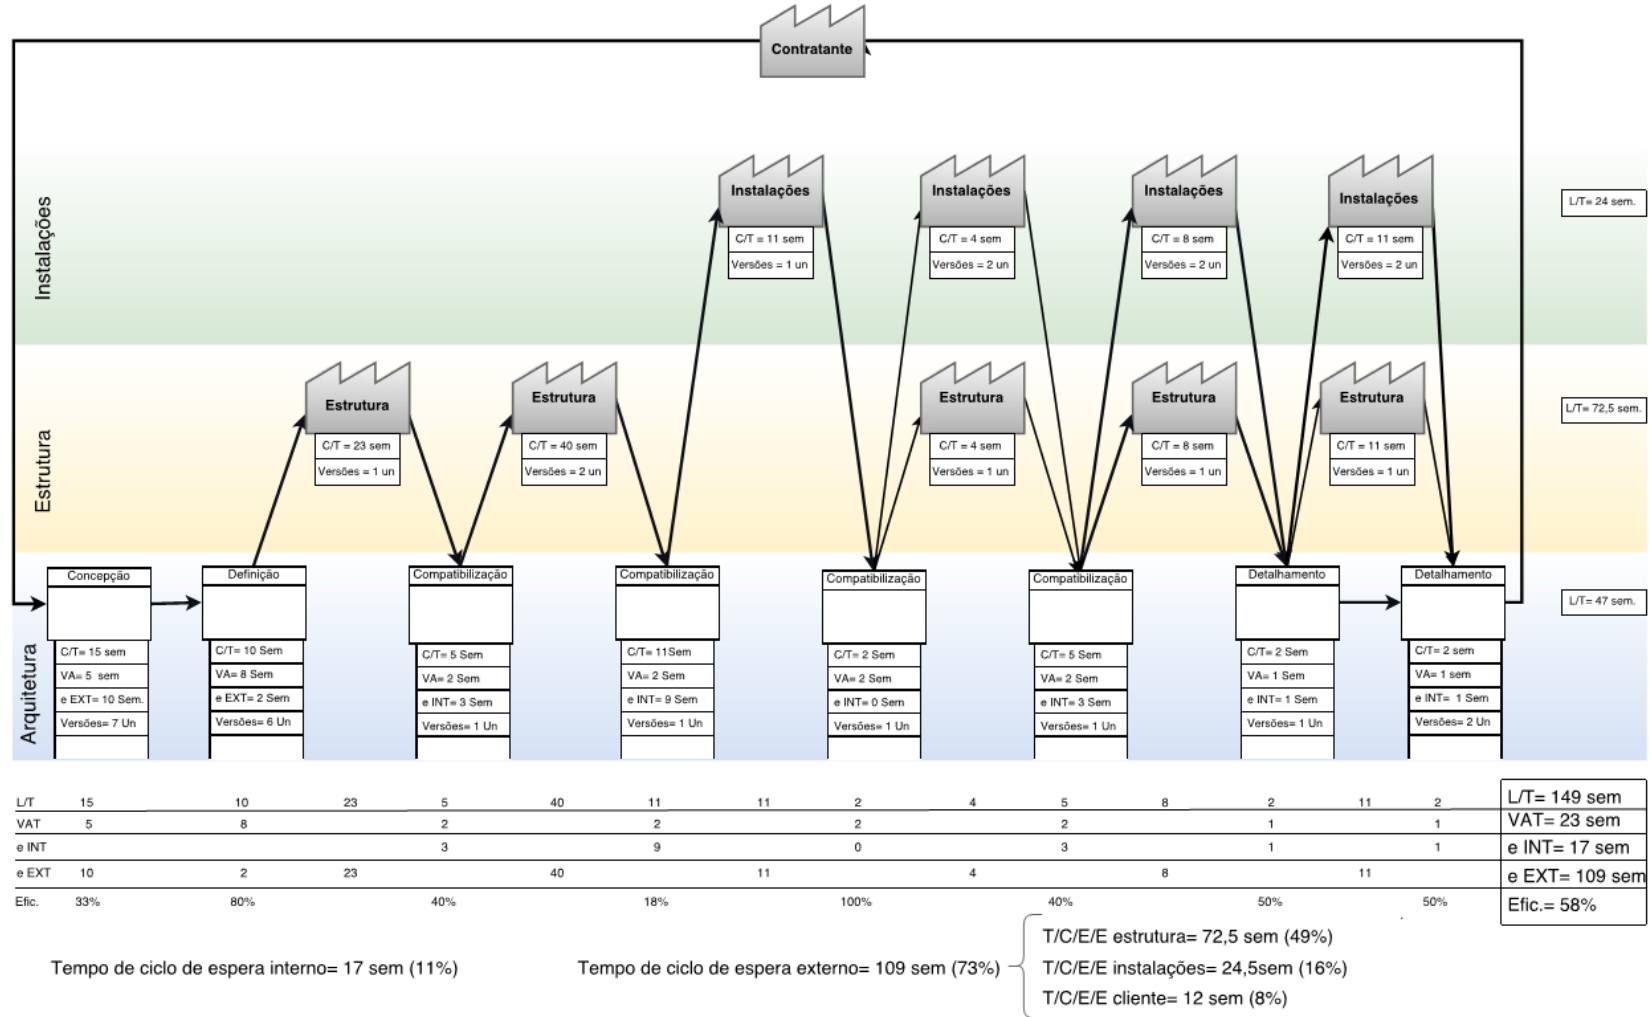 Contratante
Instalações
Instalações
C/T = 11 sem
Versões = 1 un
Instalações
C/T = 4 sem
Versões = 2 un
Instalações
C/T = 8 sem
Versões = 2 un
Instalações
C/T = 11 sem
Versões = 2 un
L/T= 24 sem.
Estrutura
Estrutura
C/T = 23 sem
Versões = 1 un
Estrutura
C/T = 40 sem
Versões = 2 un
Estrutura
C/T = 4 sem
Versões = 1 un
Estrutura
C/T = 8 sem
Versões = 1 un
Estrutura
C/T = 11 sem
Versões = 1 un
L/T= 72,5 sem.
Arquitetura
Concepção
C/T= 15 sem
VA= 5 sem
e EXT= 10 Sem.
Versões= 7 Un
Definição
C/T= 10 Sem
VA= 8 Sem
e EXT= 2 Sem
Versões= 6 Un
Compatibilização
C/T= 5 Sem
VA= 2 Sem
e INT= 3 Sem
Versões= 1 Un
Compatibilização
C/T= 11Sem
VA= 2 Sem
e INT= 9 Sem
Versões= 1 Un
Compatibilização
C/T= 2 Sem
VA= 2 Sem
e INT= 0 Sem
Versões= 1 Un
Compatibilização
C/T= 5 Sem
VA= 2 Sem
e INT= 3 Sem
Versões= 1 Un
Detalhamento
C/T= 2 Sem
VA= 1 Sem
e INT= 1 Sem
Versões= 1 Un
Detalhamento
C/T= 2 sem
VA= 1 sem
e INT= 1 Sem
Versões= 2 Un
L/T= 47 sem.
L/T 15 10 23 5 40 11 11 2 4 5 8 2 11 2 L/T= 149 sem
VAT 5 8 2 2 2 2 1 1 VAT= 23 sem
e INT 3 9 0 3 1 1 e INT= 17 sem
e EXT 10 2 23 40 11 4 8 11 e EXT= 109 sem
Efic. 33% 80% 40% 18% 100% 40% 50% 50% Efic.= 58%
Tempo de ciclo de espera interno= 17 sem (11%)
Tempo de ciclo de espera externo= 109 sem (73%)
T/C/E/E estrutura= 72,5 sem (49%)
T/C/E/E instalações= 24,5sem (16%)
T/C/E/E cliente= 12 sem (8%)